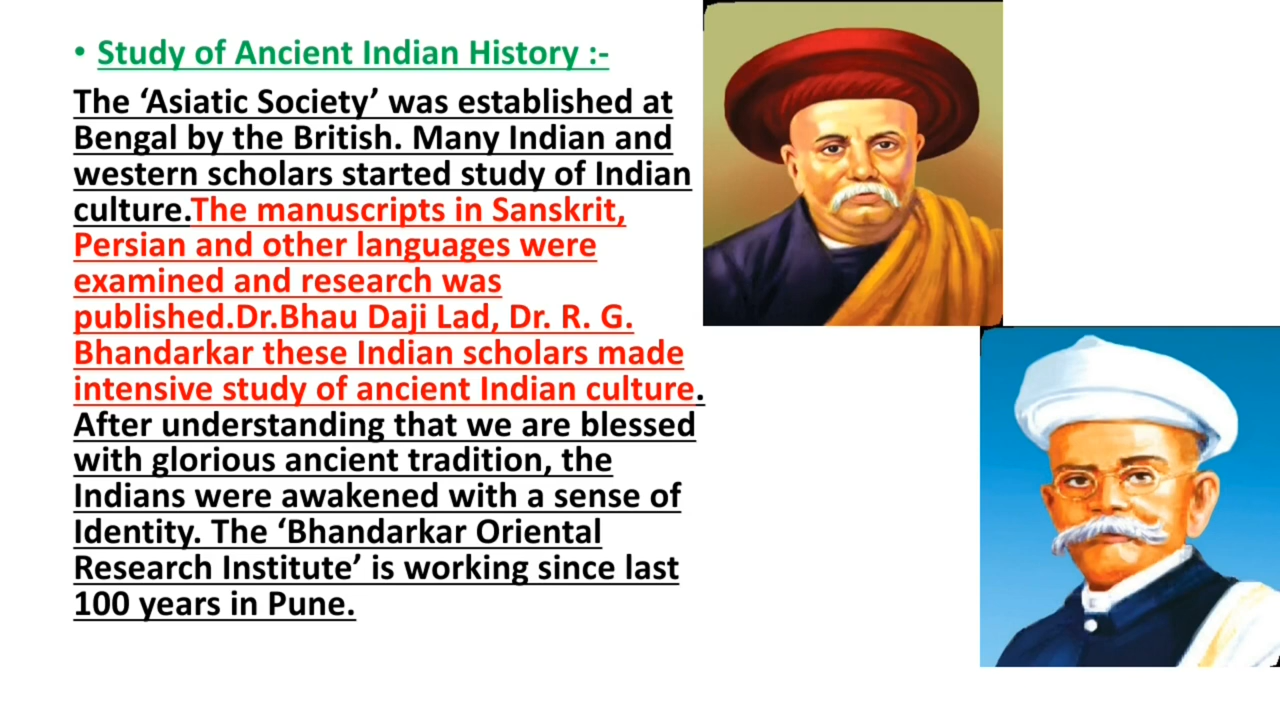 • Study of Ancient Indian History :-
The ‘Asiatic Society’ was established at
Bengal by the British. Many Indian and
western scholars started study of Indian
culture.The manuscripts in Sanskrit,
Persian and other languages were
examined and research was
published.Dr.Bhau Daji Lad, Dr. R. G.
Bhandarkar these Indian scholars made
intensive study of ancient Indian culture.
After understanding that we are blessed
with glorious ancient tradition, the
Indians were awakened with a sense of
Identity. The ‘Bhandarkar Oriental
Research Institute’ is working since last
100 years in Pune.